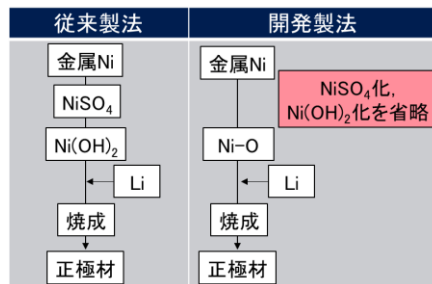 従来製法
金属Ni
NiSO4
Ni(OH)2
Li
焼成
正極材
開発製法
金属Ni
NiSO4化,
Ni(OH)2化を省略
Ni-O
Li
焼成
正極材